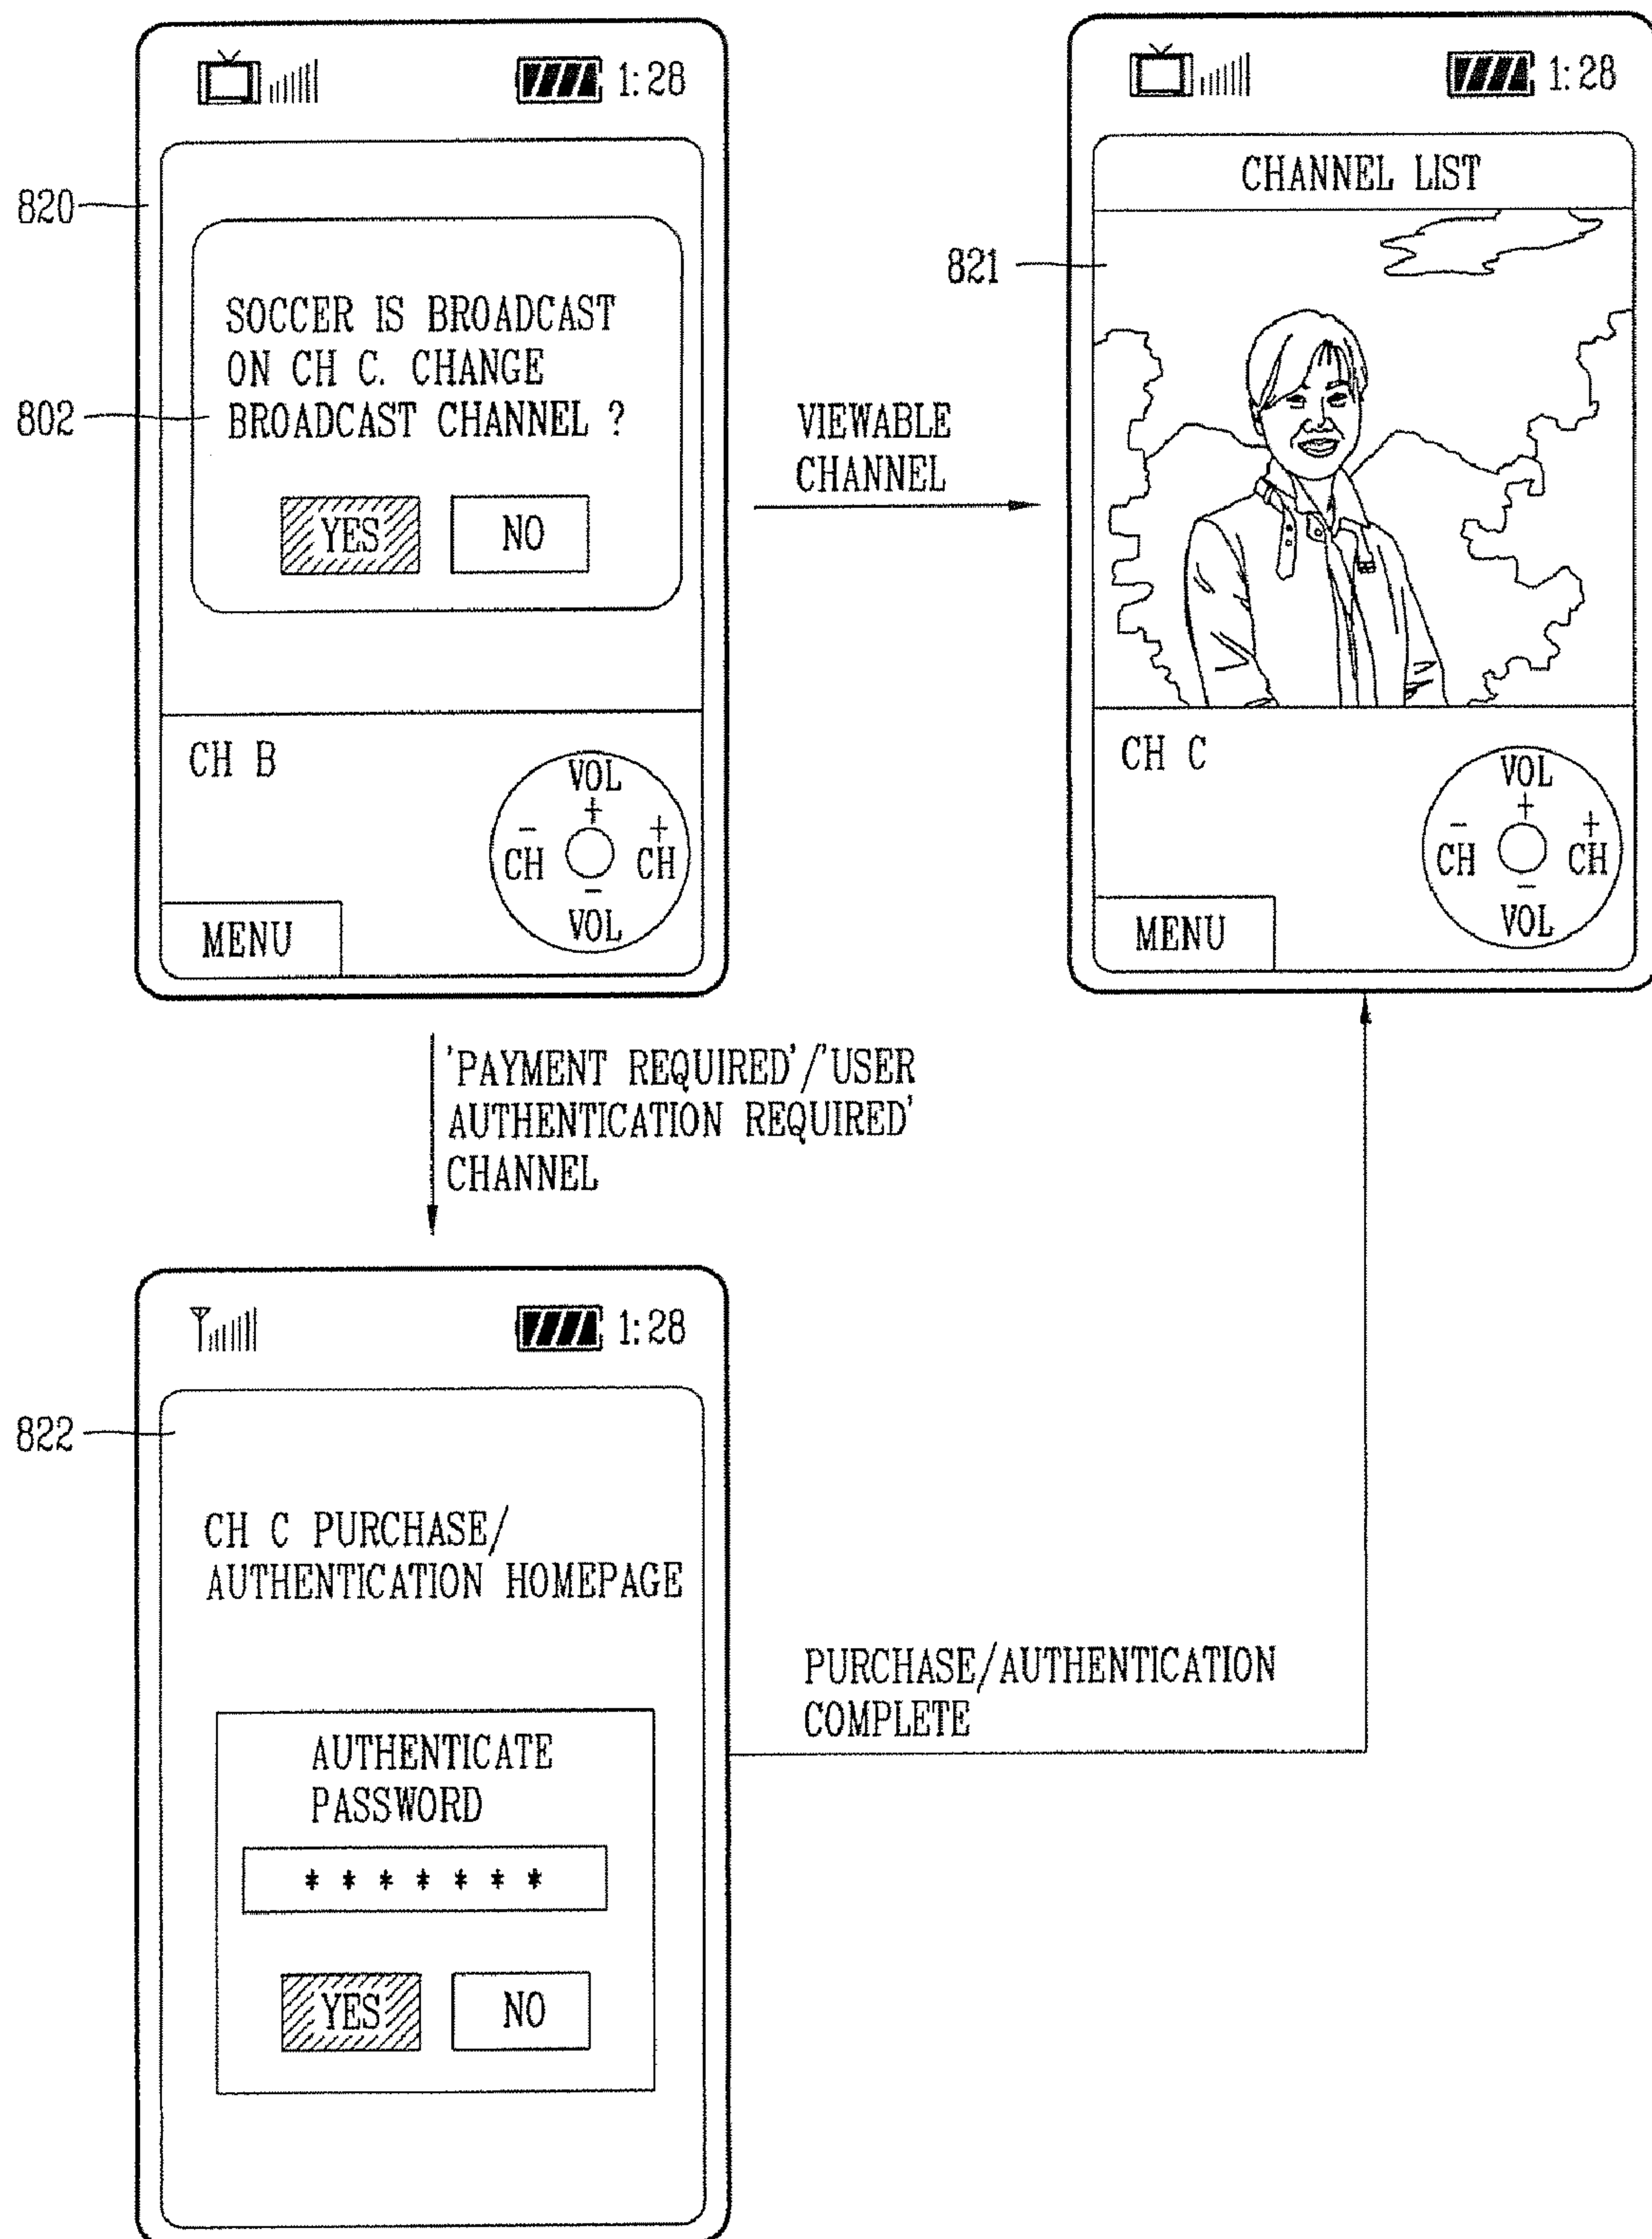 1:28
820
802
SOCCER IS BROADCAST
ON CH C. CHANGE
BROADCAST CHANNEL ?
YES NO
CH B
VOL
+
- +
CH CH
-
VOL
MENU
VIEWABLE
CHANNEL
1:28
CHANNEL LIST
821
CH C
VOL
+
- +
CH CH
-
VOL
MENU
'PAYMENT REQUIRED'/'USER
AUTHENTICATION REQUIRED'
CHANNEL
1:28
822
CH C PURCHASE/
AUTHENTICATION HOMEPAGE
AUTHENTICATE
PASSWORD
* * * * * * *
YES NO
PURCHASE/AUTHENTICATION
COMPLETE